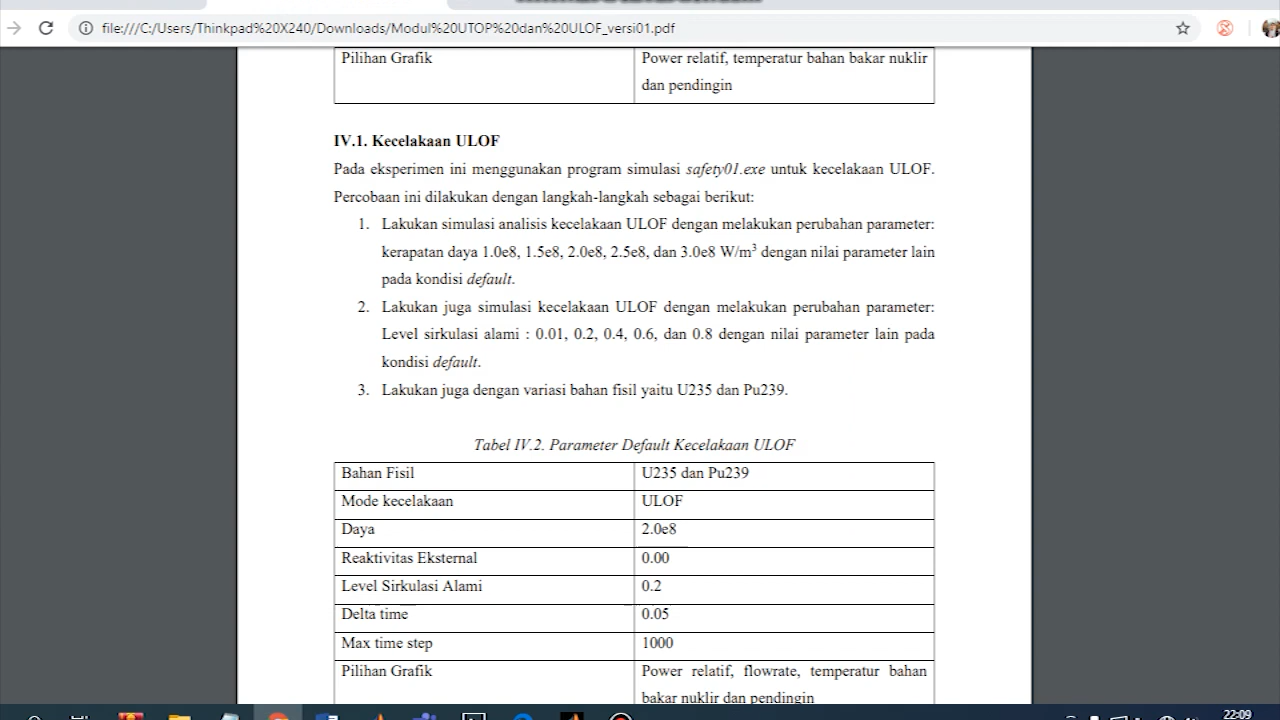 file:///C:/Users/Thinkpad%20X240/Downloads/Modul%20UTOP%20dan%20ULOF_versi01.pdf
Pilihan Grafik
Power relatif, temperatur bahan bakar nuklir
dan pendingin
IV.1. Kecelakaan ULOF
Pada eksperimen ini menggunakan program simulasi safety01.exe untuk kecelakaan ULOF.
Percobaan ini dilakukan dengan langkah-langkah sebagai berikut:
1. Lakukan simulasi analisis kecelakaan ULOF dengan melakukan perubahan parameter:
kerapatan daya 1.0e8, 1.5e8, 2.0e8, 2.5e8, dan 3.0e8 W/m³ dengan nilai parameter lain
pada kondisi default.
2. Lakukan juga simulasi kecelakaan ULOF dengan melakukan perubahan parameter:
Level sirkulasi alami : 0.01, 0.2, 0.4, 0.6, dan 0.8 dengan nilai parameter lain pada
kondisi default.
3. Lakukan juga dengan variasi bahan fisil yaitu U235 dan Pu239.
Tabel IV.2. Parameter Default Kecelakaan ULOF
Bahan Fisil
U235 dan Pu239
Mode kecelakaan
ULOF
Daya
2.0e8
Reaktivitas Eksternal
0.00
Level Sirkulasi Alami
0.2
Delta time
0.05
Max time step
1000
Pilihan Grafik
Power relatif, flowrate, temperatur bahan
bakar nuklir dan pendingin
22:09